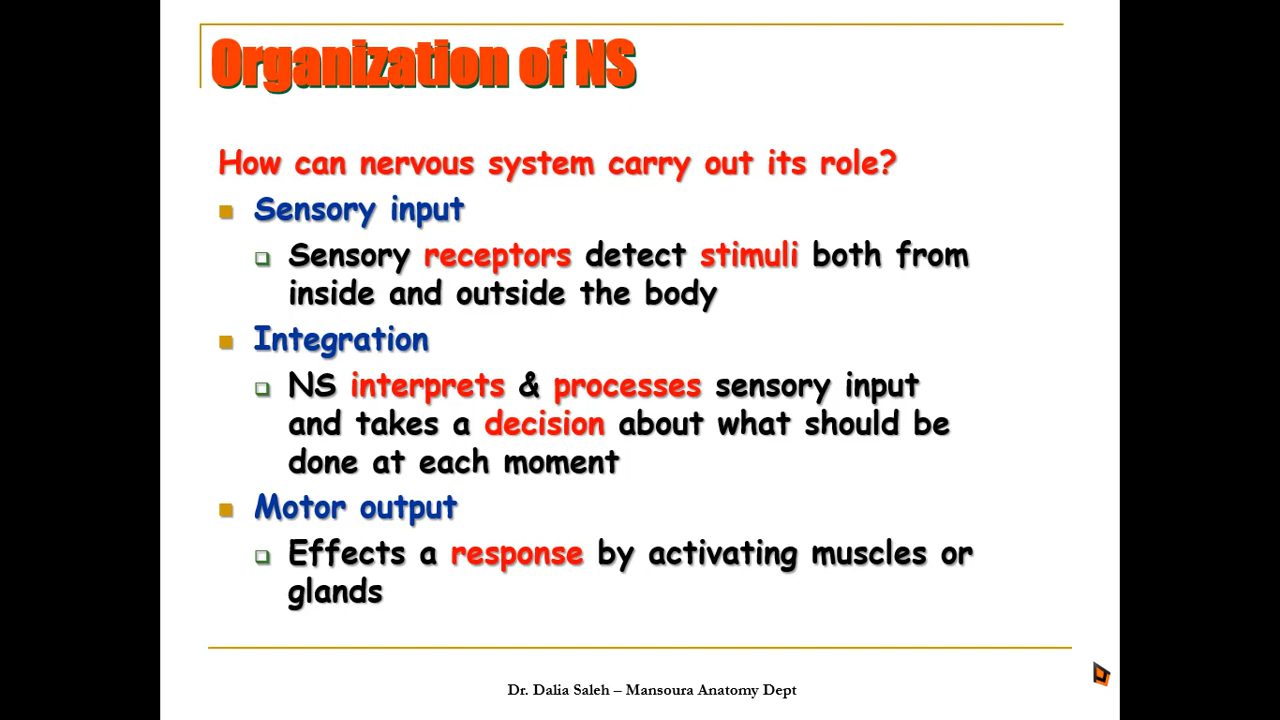 Organization of NS
How can nervous system carry out its role?
Sensory input
Sensory receptors detect stimuli both from
inside and outside the body
Integration
NS interprets & processes sensory input
and takes a decision about what should be
done at each moment
Motor output
Effects a response by activating muscles or
glands
Dr. Dalia Saleh – Mansoura Anatomy Dept